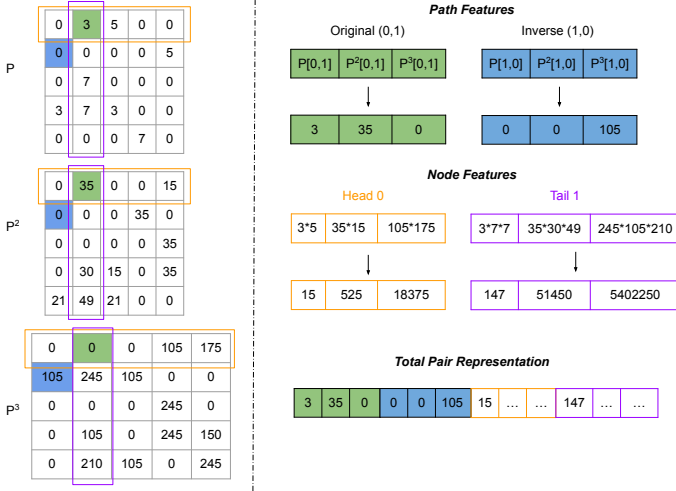 P
0 3 5 0 0
0 0 0 0 5
0 7 0 0 0
3 7 3 0 0
0 0 0 7 0
P2
0 35 0 0 15
0 0 0 35 0
0 0 0 0 35
0 30 15 0 35
21 49 21 0 0
P3
0 0 0 105 175
105 245 105 0 0
0 0 0 245 0
0 105 0 245 150
0 210 105 0 245
Path Features
Original (0,1) Inverse (1,0)
P[0,1] P2[0,1] P3[0,1] P[1,0] P2[1,0] P3[1,0]
3 35 0 0 0 105
Node Features
Head 0 Tail 1
3*5 35*15 105*175 3*7*7 35*30*49 245*105*210
15 525 18375 147 51450 5402250
Total Pair Representation
3 35 0 0 0 105 15 ... ... 147 ... ...